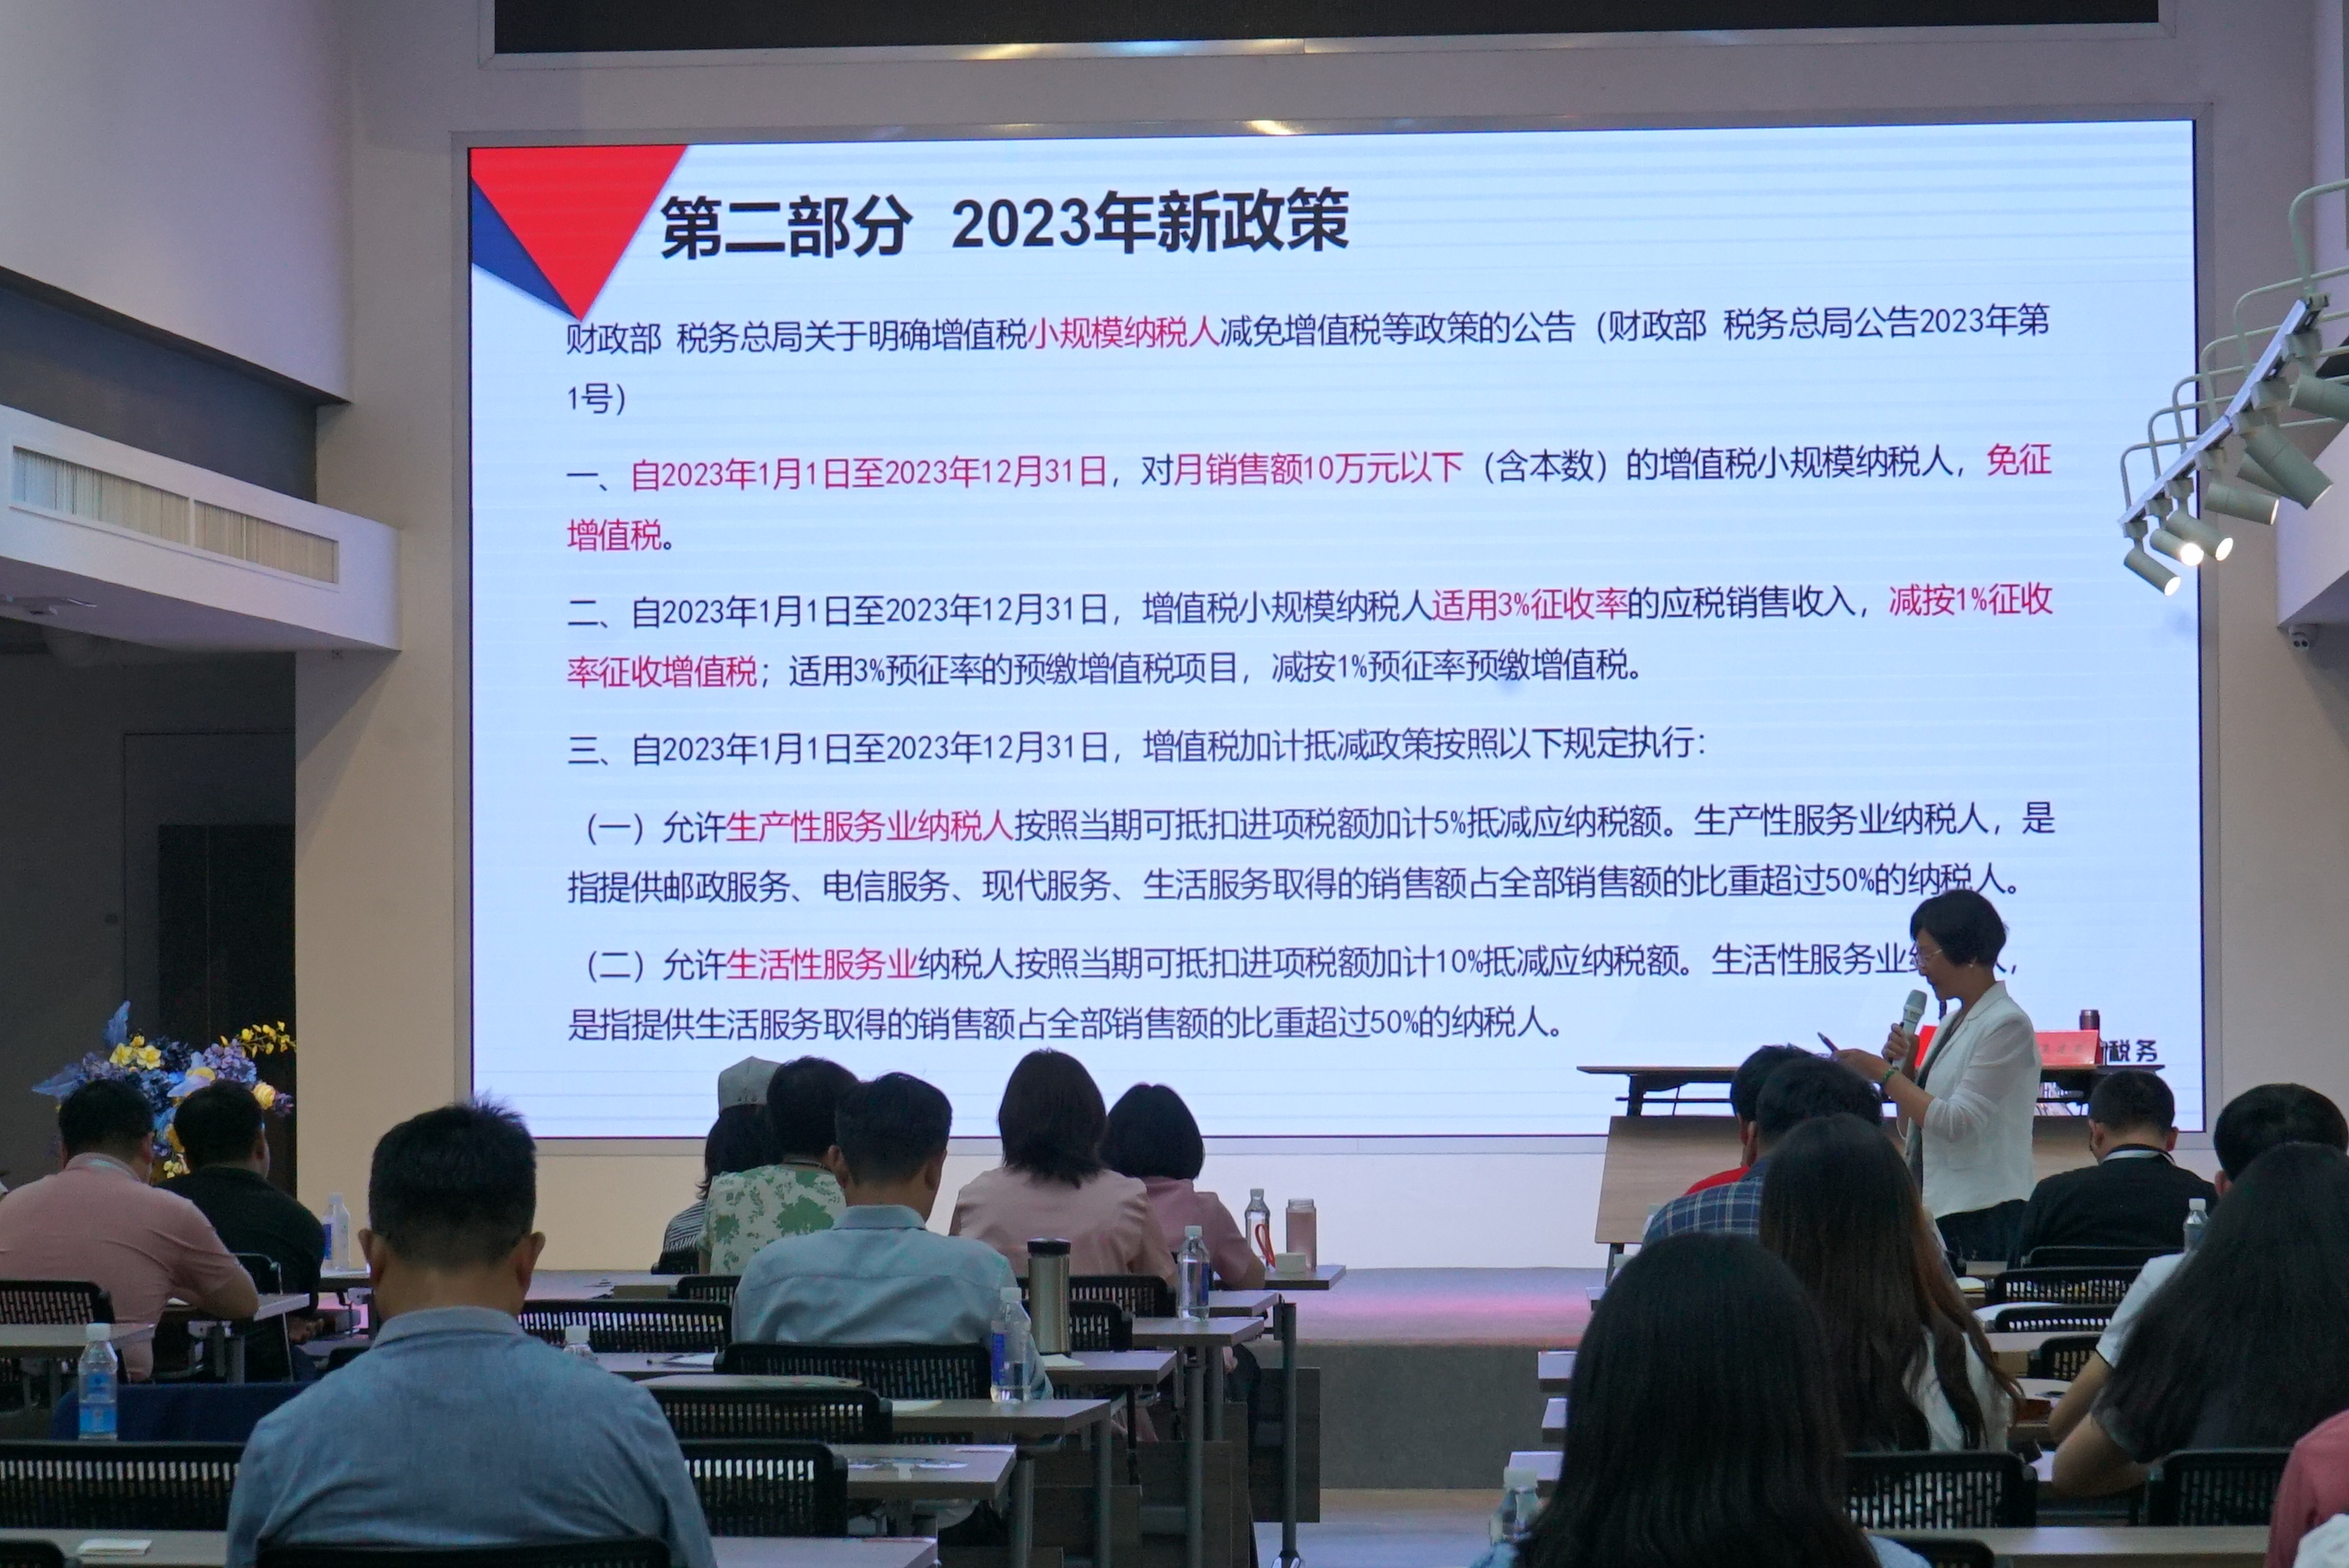 第二部分 2023年新政策
财政部 税务总局关于明确增值税小规模纳税人减免增值税等政策的公告（财政部 税务总局公告2023年第
1号）
一、自2023年1月1日至2023年12月31日，对月销售额10万元以下（含本数）的增值税小规模纳税人，免征
增值税。
二、自2023年1月1日至2023年12月31日，增值税小规模纳税人适用3%征收率的应税销售收入，减按1%征收
率征收增值税；适用3%预征率的预缴增值税项目，减按1%预征率预缴增值税。
三、自2023年1月1日至2023年12月31日，增值税加计抵减政策按照以下规定执行：
（一）允许生产性服务业纳税人按照当期可抵扣进项税额加计5%抵减应纳税额。生产性服务业纳税人，是
指提供邮政服务、电信服务、现代服务、生活服务取得的销售额占全部销售额的比重超过50%的纳税人。
（二）允许生活性服务业纳税人按照当期可抵扣进项税额加计10%抵减应纳税额。生活性服务业
是指提供生活服务取得的销售额占全部销售额的比重超过50%的纳税人。
税务